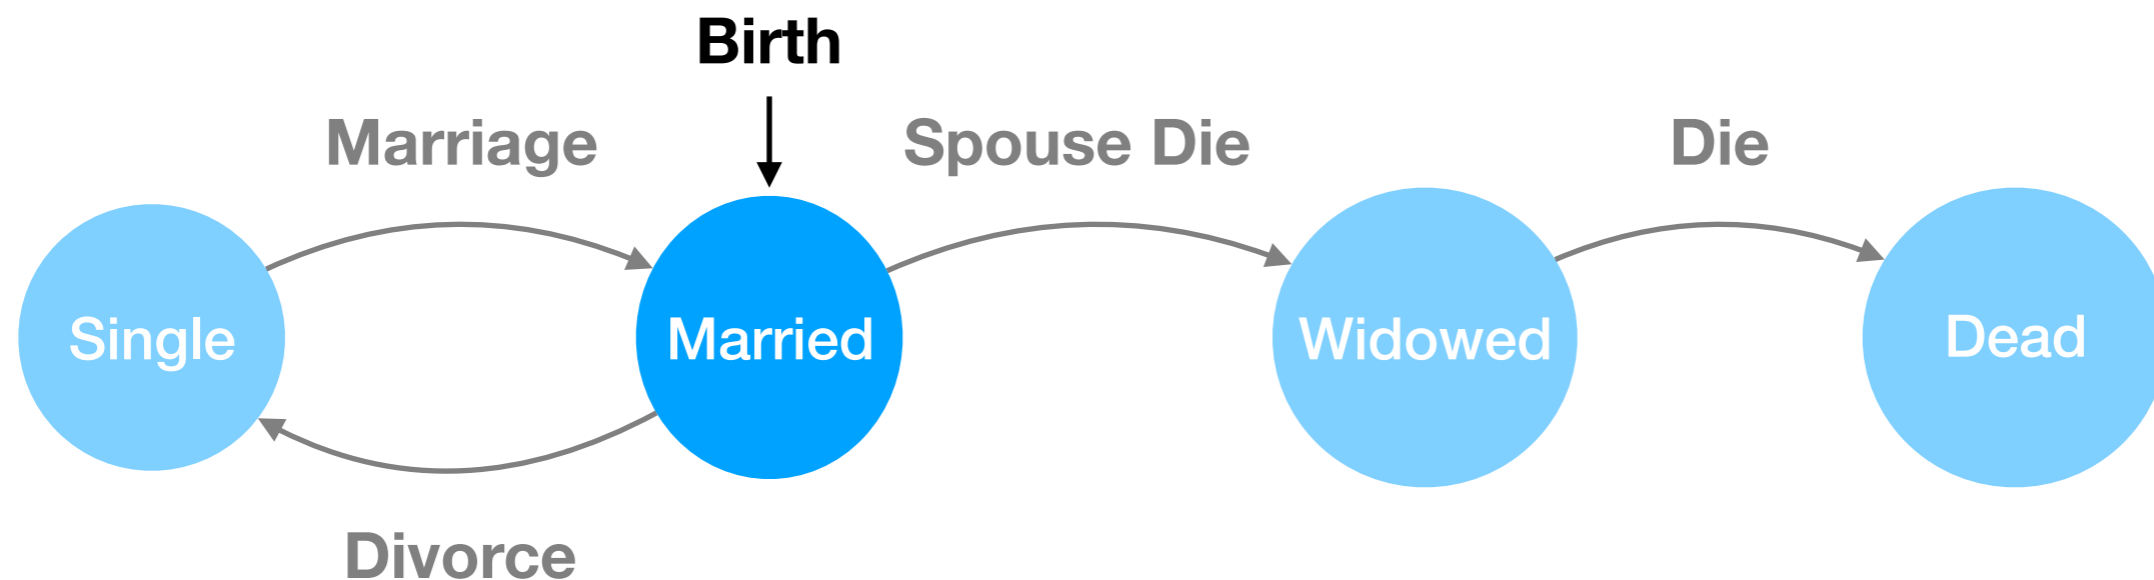 Birth
Marriage
Spouse Die
Die
Single
Married
Widowed
Dead
Divorce